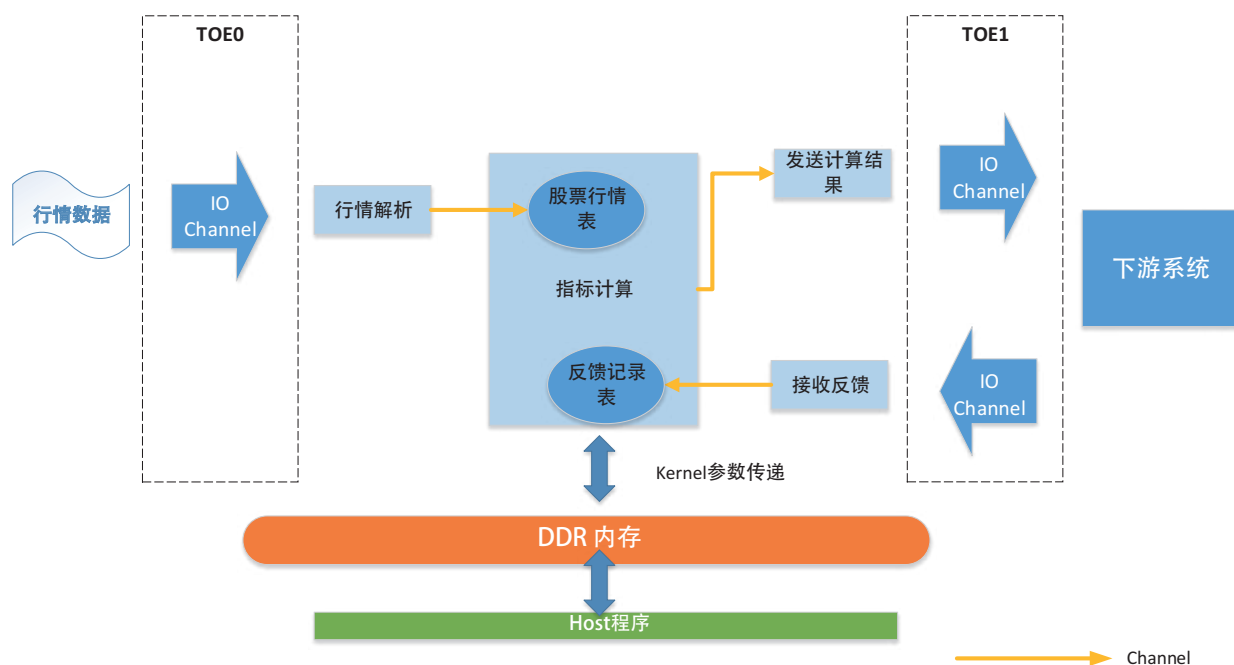 TOE0
TOE1
行情数据
IO
Channel
行情解析
股票行情
表
指标计算
反馈记录
表
发送计算结
果
接收反馈
IO
Channel
IO
Channel
下游系统
Kernel参数传递
DDR 内存
Host程序
Channel